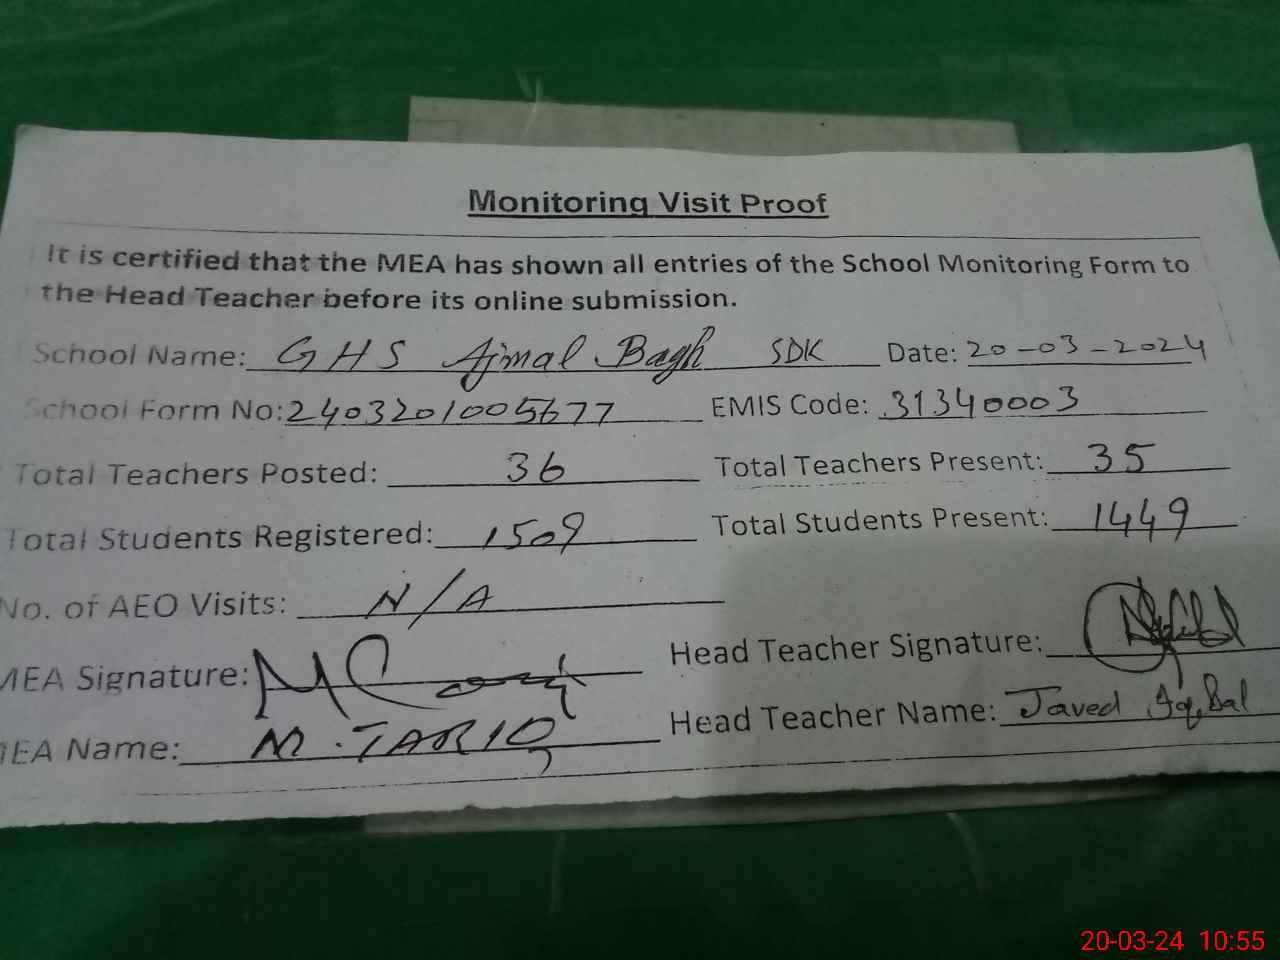 Monitoring Visit Proof
It is certified that the MEA has shown all entries of the School Monitoring Form to
the Head Teacher before its online submission.
School Name: GHS Ajmal Bagh SDK Date: 20-03-2024
School Form No: 2403201005677 EMIS Code: 31340003
Total Teachers Posted: 36 Total Teachers Present: 35
Total Students Registered: 1509 Total Students Present: 1449
No. of AEO Visits: N/A
MEA Signature: Head Teacher Signature:
MEA Name: M. TARIQ Head Teacher Name: Javed Iqbal
20-03-24 10:55